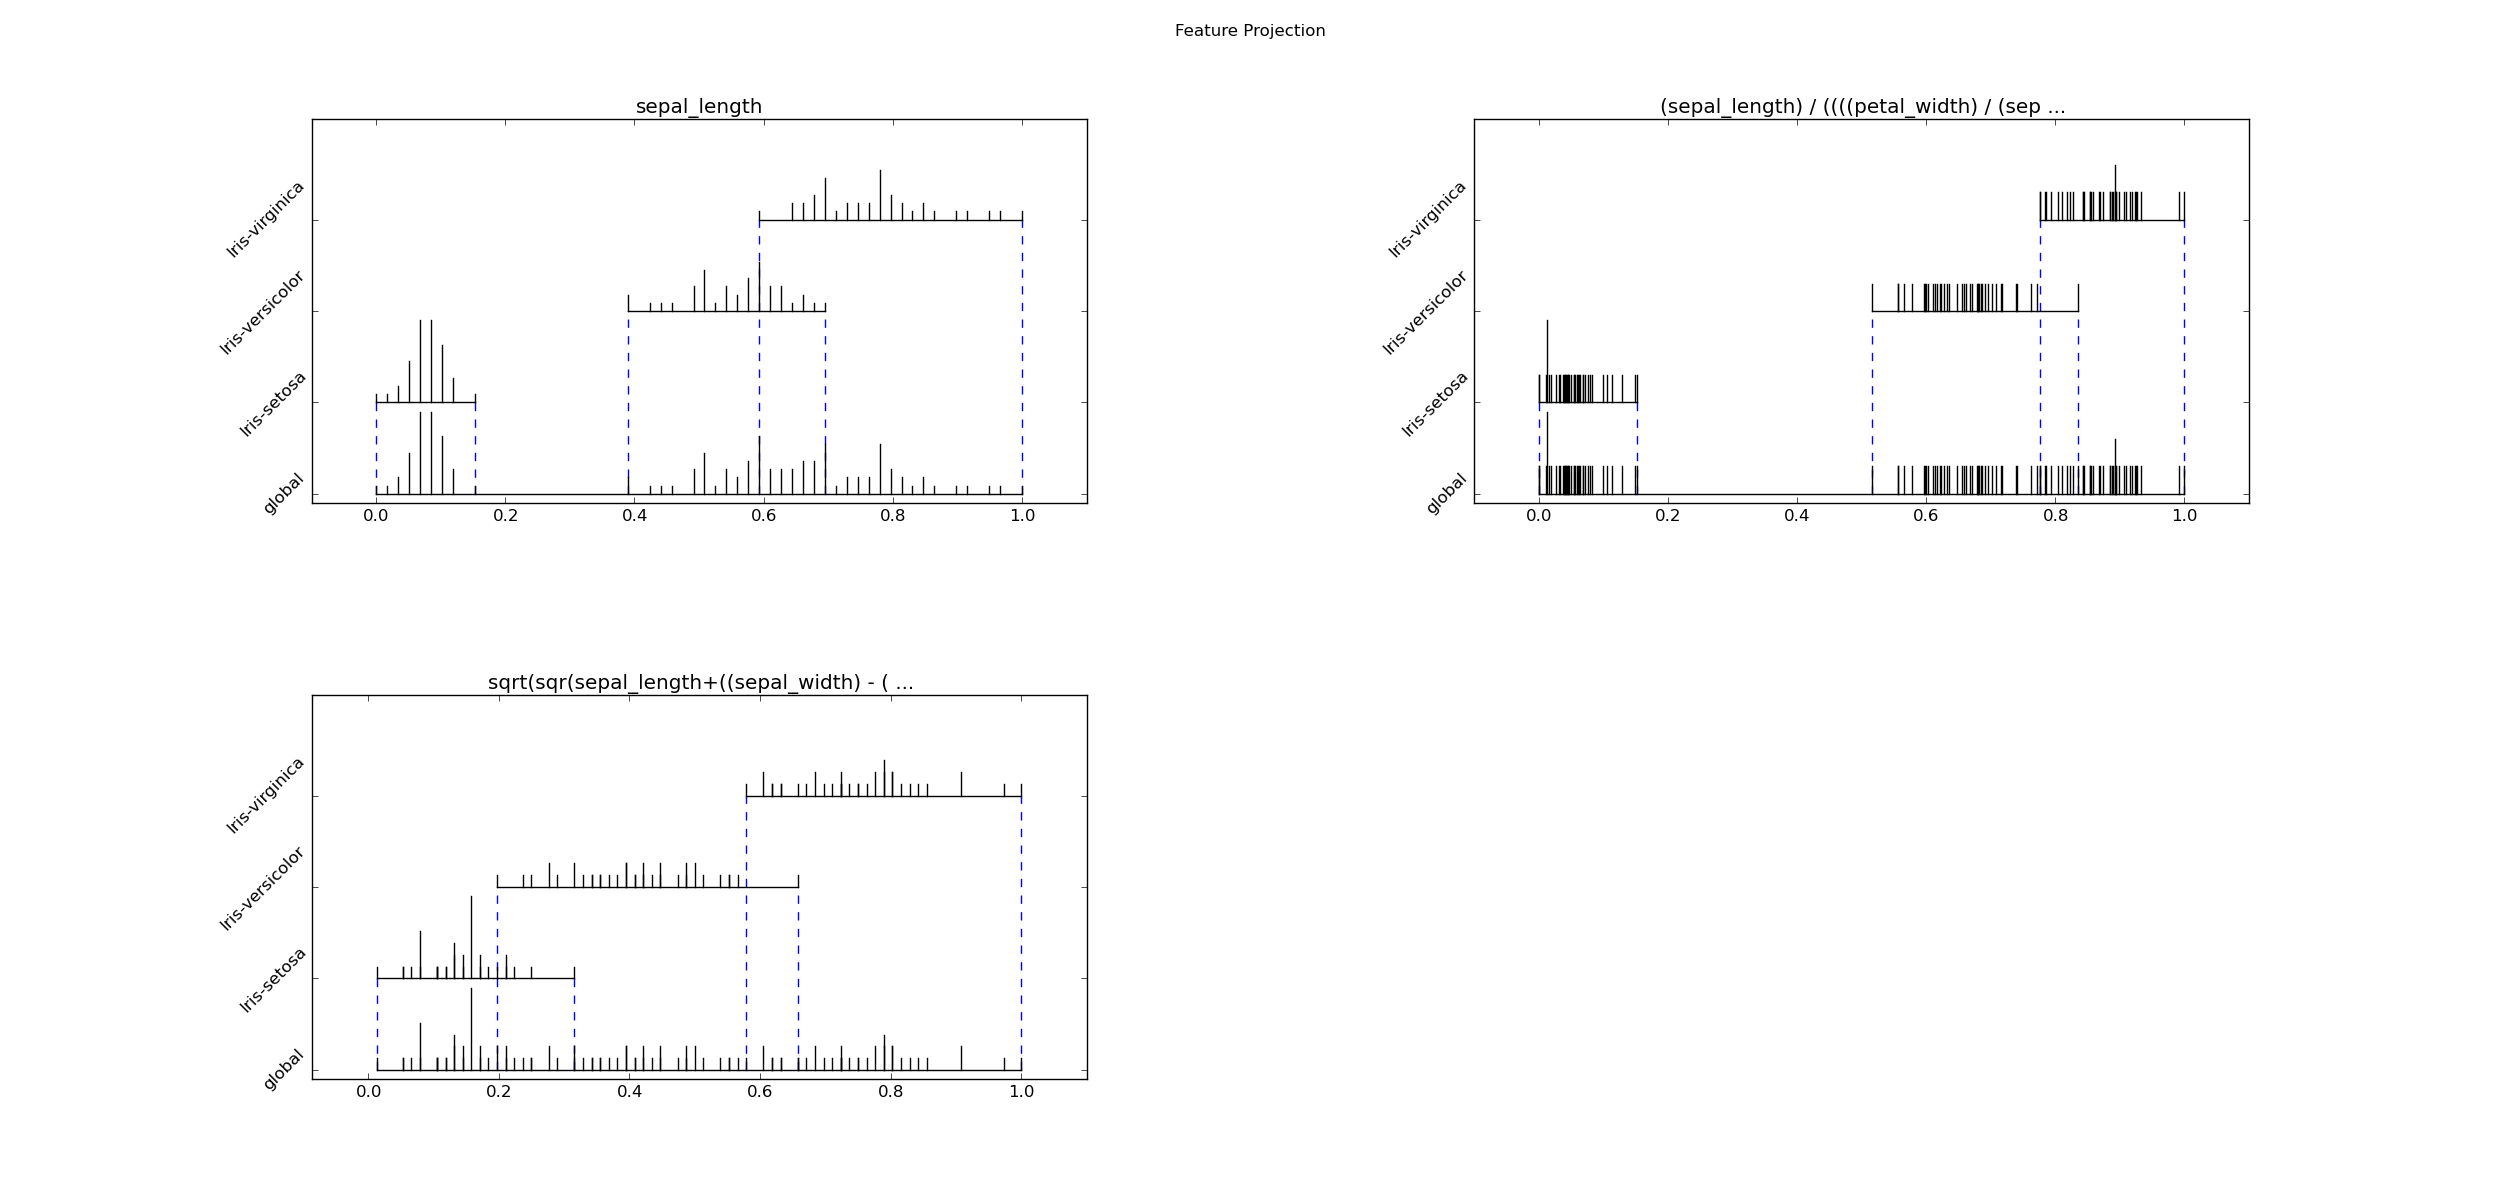 Feature Projection
sepal_length
Iris-virginica
Iris-versicolor
Iris-setosa
global
0.0 0.2 0.4 0.6 0.8 1.0
(sepal_length) / ((((petal_width) / (sep ...
Iris-virginica
Iris-versicolor
Iris-setosa
global
0.0 0.2 0.4 0.6 0.8 1.0
sqrt(sqr(sepal_length+((sepal_width) - ( ...
Iris-virginica
Iris-versicolor
Iris-setosa
global
0.0 0.2 0.4 0.6 0.8 1.0